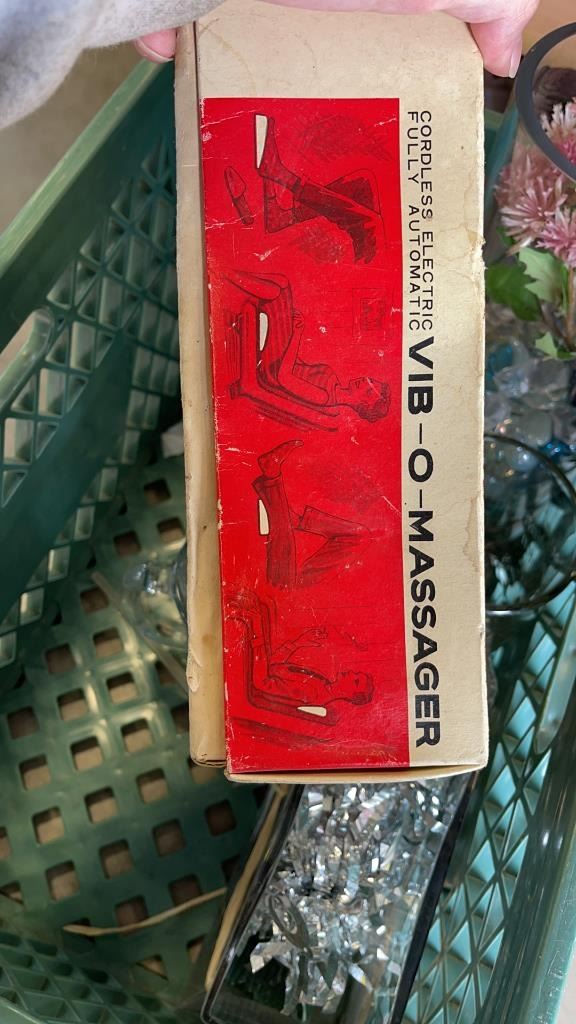 CORDLESS ELECTRIC
FULLY AUTOMATIC
VIB-O-MASSAGER